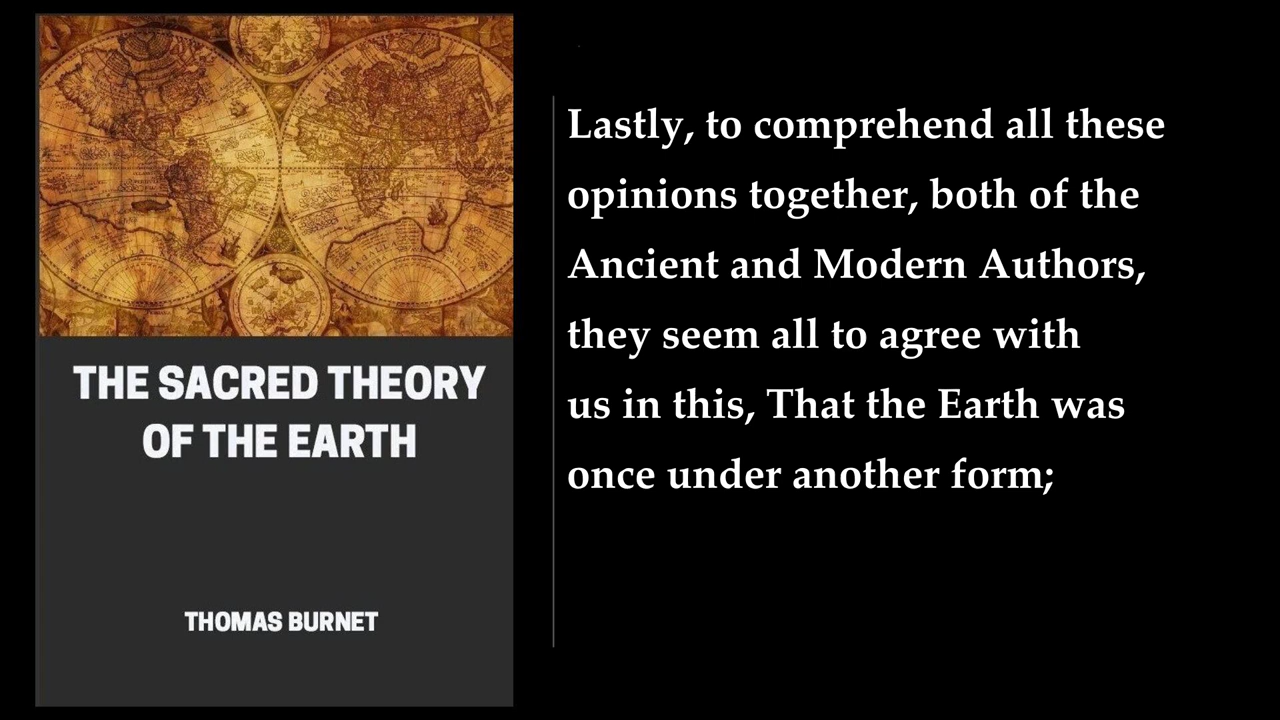 THE SACRED THEORY
OF THE EARTH
THOMAS BURNET
Lastly, to comprehend all these
opinions together, both of the
Ancient and Modern Authors,
they seem all to agree with
us in this, That the Earth was
once under another form;